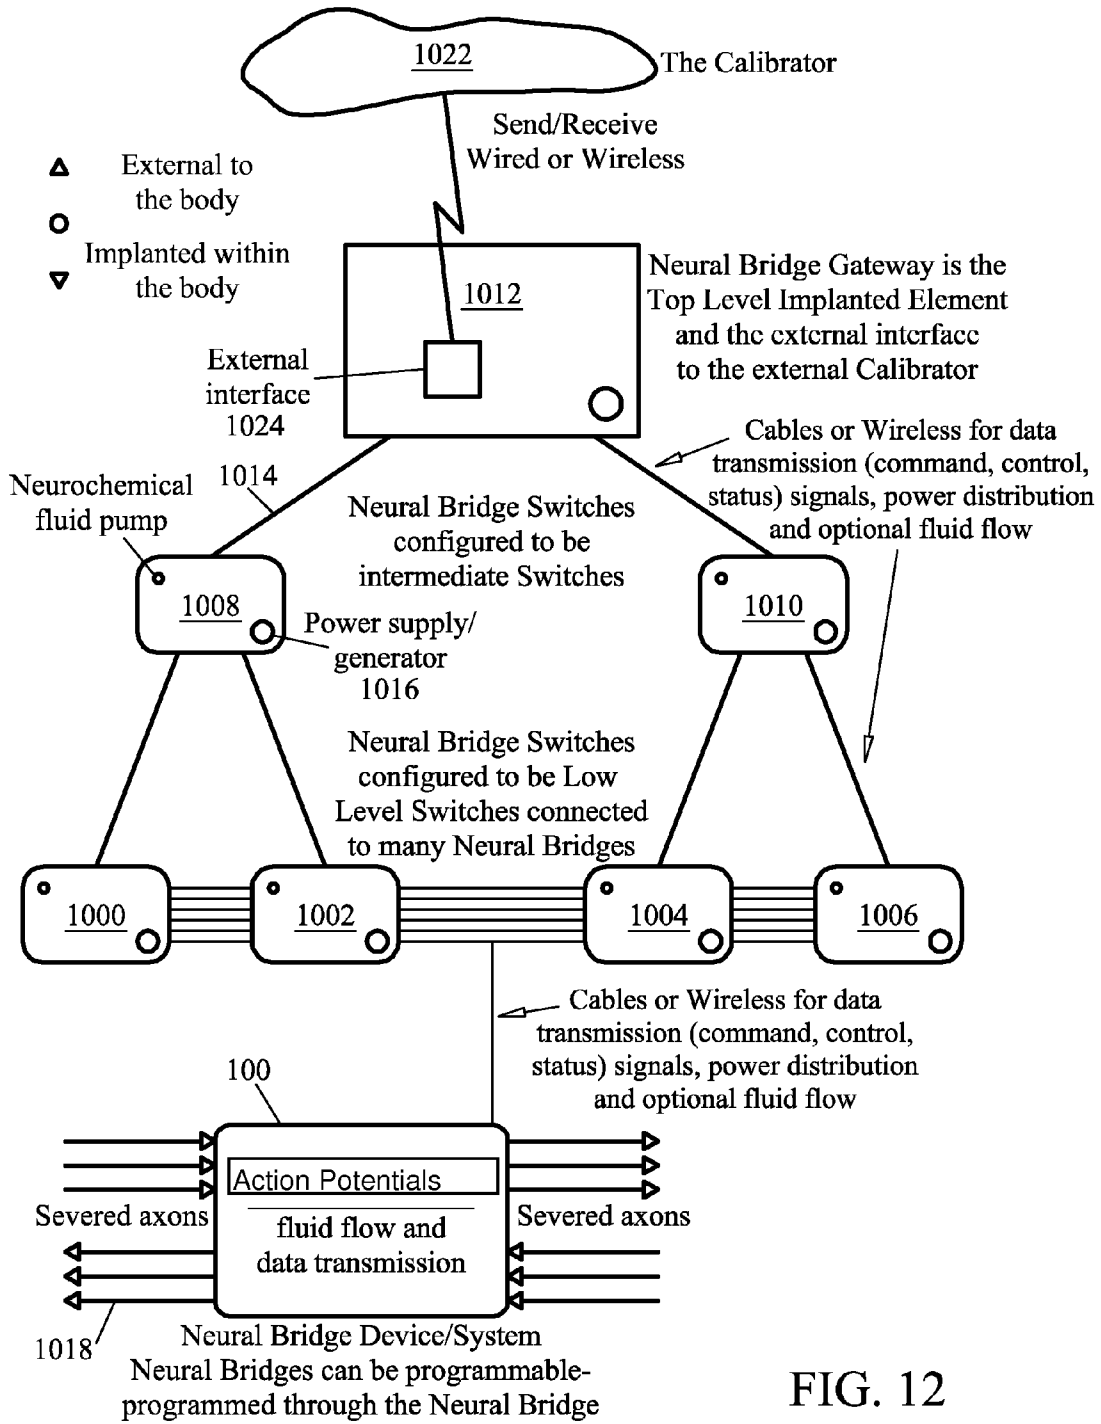 1022
The Calibrator
Send/Receive
Wired or Wireless
External to
the body
Implanted within
the body
1012
Neural Bridge Gateway is the
Top Level Implanted Element
and the external interface
to the external Calibrator
External
interface
1024
Cables or Wireless for data
transmission (command, control,
status) signals, power distribution
and optional fluid flow
1014
Neurochemical
fluid pump
Neural Bridge Switches
configured to be
intermediate Switches
1008
1010
Power supply/
generator
1016
Neural Bridge Switches
configured to be Low
Level Switches connected
to many Neural Bridges
1000
1002
1004
1006
Cables or Wireless for data
transmission (command, control,
status) signals, power distribution
and optional fluid flow
100
Action Potentials
Severed axons
fluid flow and
data transmission
Severed axons
1018
Neural Bridge Device/System
Neural Bridges can be programmable-
programmed through the Neural Bridge
FIG. 12